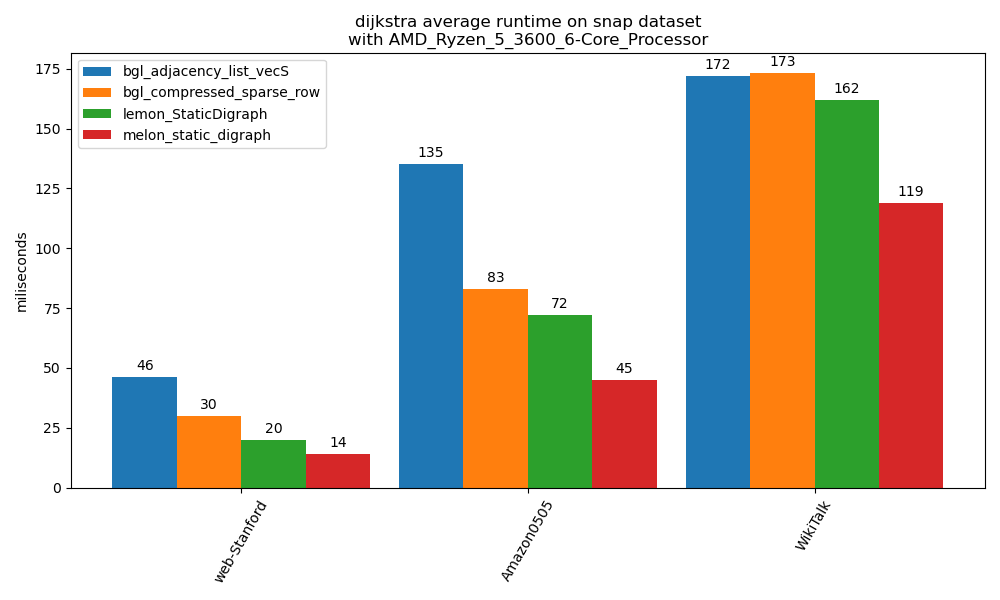 dijkstra average runtime on snap dataset
with AMD_Ryzen_5_3600_6-Core_Processor
bgl_adjacency_list_vecS
bgl_compressed_sparse_row
lemon_StaticDigraph
melon_static_digraph
miliseconds
175
150
125
100
75
50
25
0
46
30
20
14
135
83
72
45
172
173
162
119
web-Stanford
Amazon0505
WikiTalk